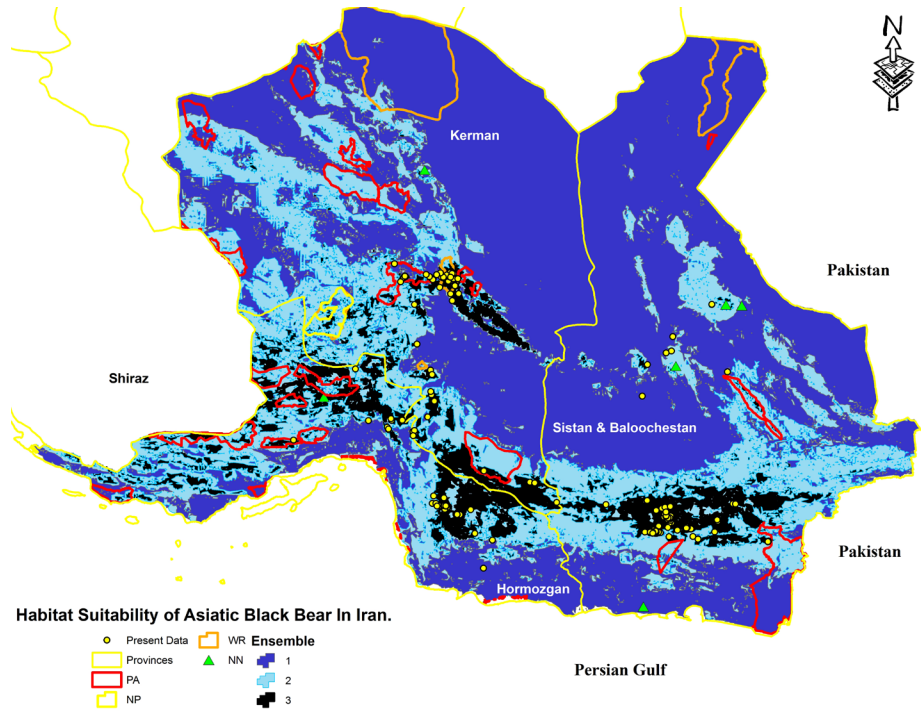 N
Kerman
Pakistan
Shiraz
Sistan & Baloochestan
Pakistan
Hormozgan
Habitat Suitability of Asiatic Black Bear In Iran.
Present Data WR Ensemble
Provinces NN 1
PA 2
NP 3
Persian Gulf